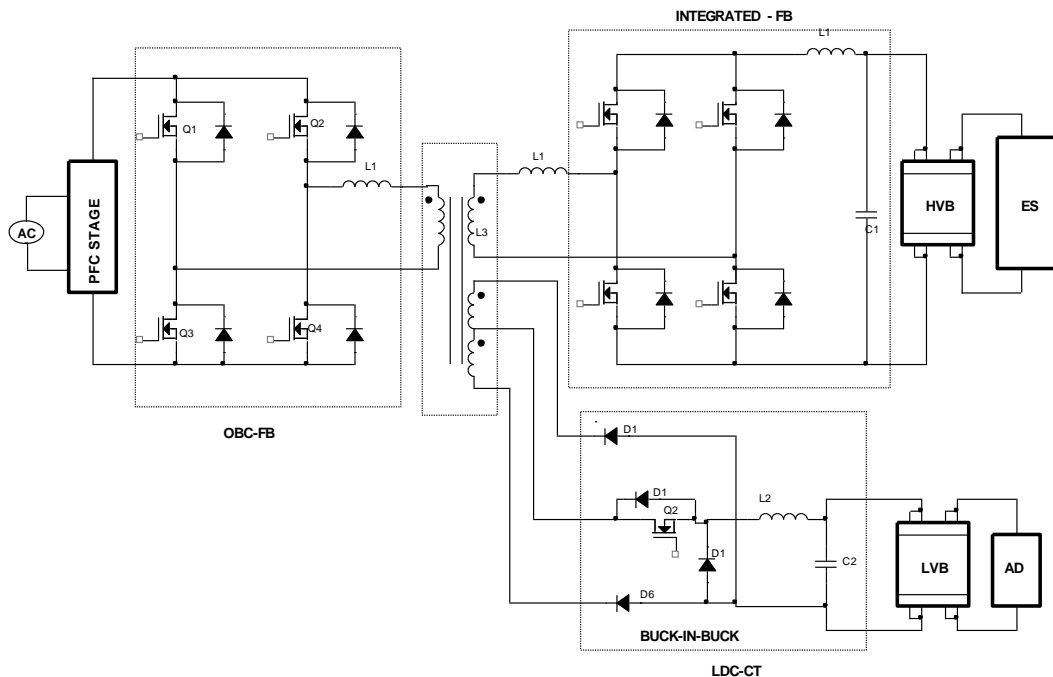 INTEGRATED - FB
L1
Q1
Q2
L1
L1
AC
PFC STAGE
L3
C1
HVB
ES
Q3
Q4
OBC-FB
D1
D1
Q2
L2
D1
C2
LVB
AD
D6
BUCK-IN-BUCK
LDC-CT